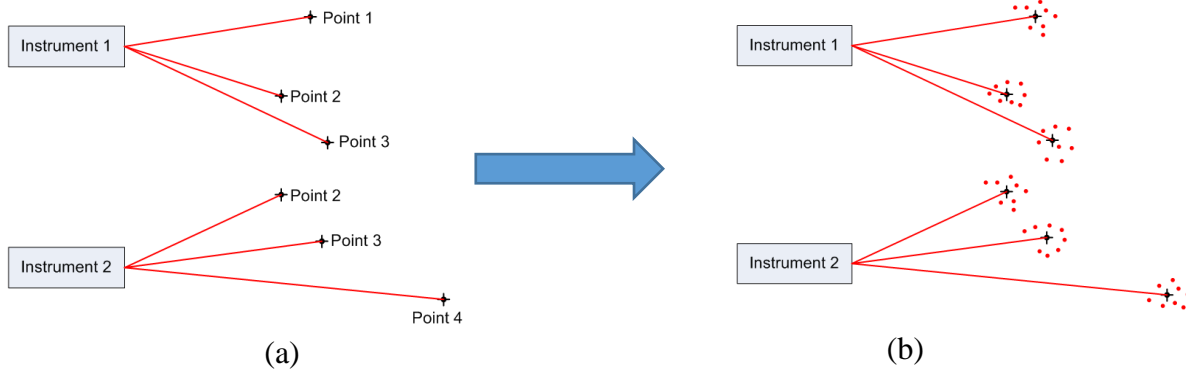 Instrument 1
Point 1
Point 2
Point 3
Instrument 2
Point 2
Point 3
Point 4
(a)
Instrument 1
Instrument 2
(b)